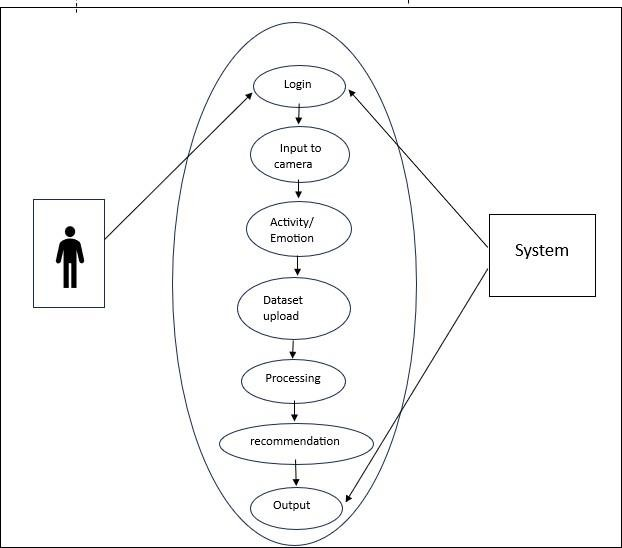 Login
Input to
camera
Activity/
Emotion
System
Dataset
upload
Processing
recommendation
Output